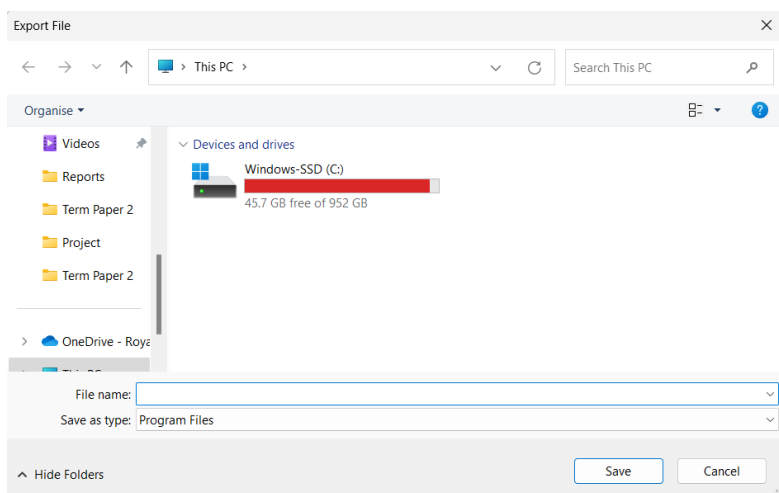 Export File
This PC
Search This PC
Organise
?
Videos
Reports
Term Paper 2
Project
Term Paper 2
OneDrive - Roya
This PC
Devices and drives
Windows-SSD (C:)
45.7 GB free of 952 GB
File name:
Save as type: Program Files
Hide Folders
Save
Cancel